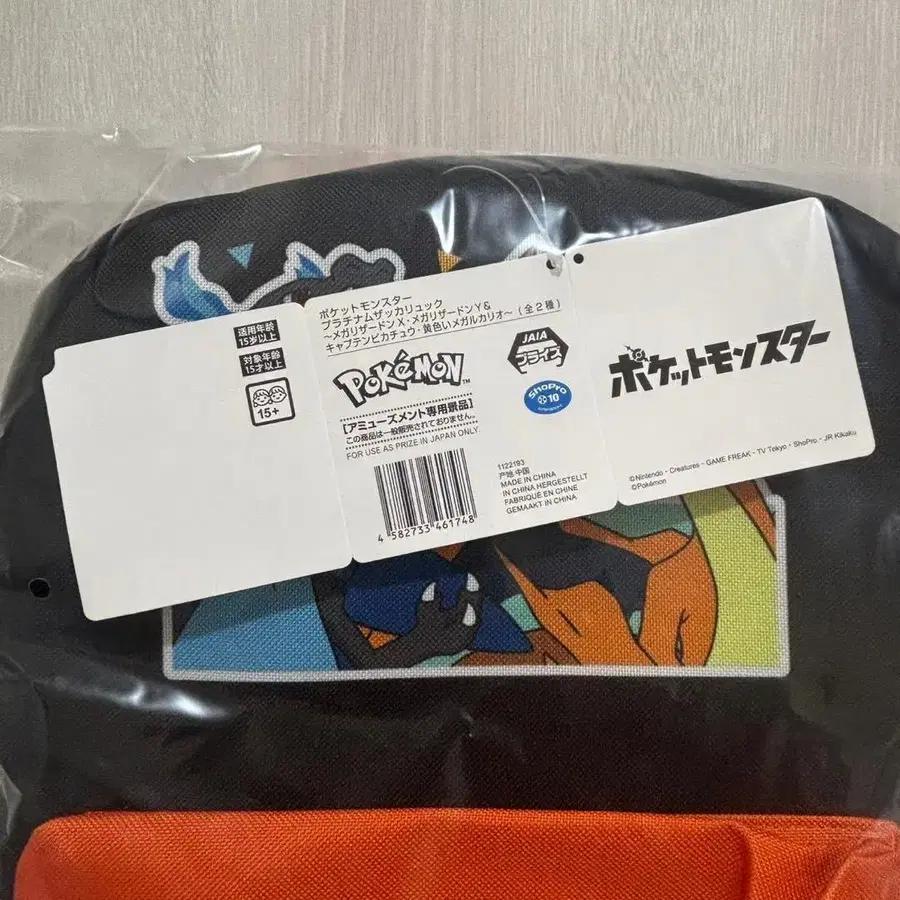 适用年龄
15岁以上
対象年齢
15才以上
15+
ポケットモンスター
プラチナムザッカリュック
～メガリザードンX・メガリザードンY＆
キャプテンピカチュウ・黄色いメガルカリオ～（全2種）
POKéMON™
[アミューズメント専用景品]
この商品は一般販売されておりません。
FOR USE AS PRIZE IN JAPAN ONLY.
4 582733 461748
JAIA
プライズ
ShoPro
10
1122193
产地:中国
MADE IN CHINA
IN CHINA HERGESTELLT
FABRIQUÉ EN CHINE
GEMAAKT IN CHINA
ポケットモンスター
©Nintendo・Creatures・GAME FREAK・TV Tokyo・ShoPro・JR Kikaku
©Pokémon